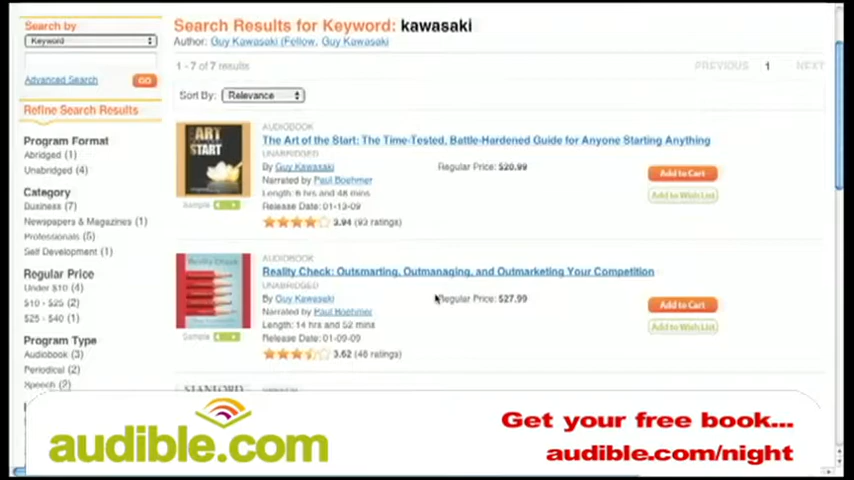 Search by
Keyword
Advanced Search
GO
Refine Search Results
Program Format
Abridged (1)
Unabridged (4)
Category
Business (7)
Newspapers & Magazines (1)
Professionals (5)
Self Development (1)
Regular Price
Under $10 (4)
$10 - $25 (2)
$25 - $40 (1)
Program Type
Audiobook (3)
Periodical (2)
Speech (2)
Search Results for Keyword: kawasaki
Author: Guy Kawasaki (Fellow, Guy Kawasaki
1 - 7 of 7 results
PREVIOUS 1 NEXT
Sort By: Relevance
ART
START
Sample
AUDIOBOOK
The Art of the Start: The Time-Tested, Battle-Hardened Guide for Anyone Starting Anything
UNABRIDGED
By Guy Kawasaki
Narrated by Paul Boehmer
Length: 6 hrs and 48 mins
Release Date: 01-13-09
3.94 (93 ratings)
Regular Price: $20.99
Add to Cart
Add to Wish List
Reality Check
Sample
AUDIOBOOK
Reality Check: Outsmarting, Outmanaging, and Outmarketing Your Competition
UNABRIDGED
By Guy Kawasaki
Narrated by Paul Boehmer
Length: 14 hrs and 52 mins
Release Date: 01-09-09
3.62 (48 ratings)
Regular Price: $27.99
Add to Cart
Add to Wish List
STANFORD
audible.com
Get your free book...
audible.com/night